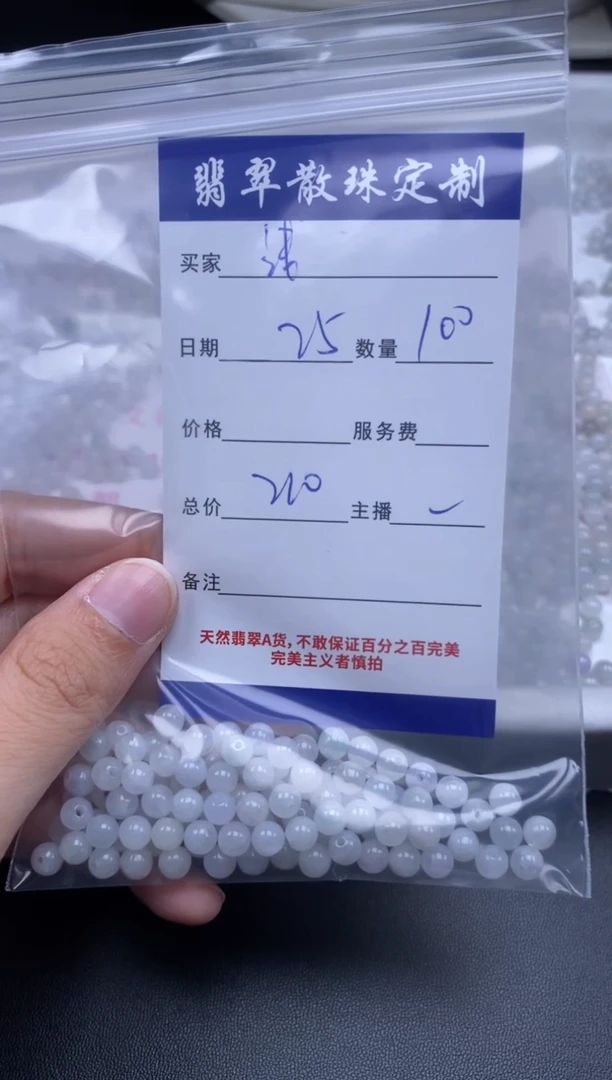 翡翠散珠定制
买家
日期 25 数量 100
价格 服务费
总价 210 主播
备注
天然翡翠A货，不敢保证百分之百完美
完美主义者慎拍